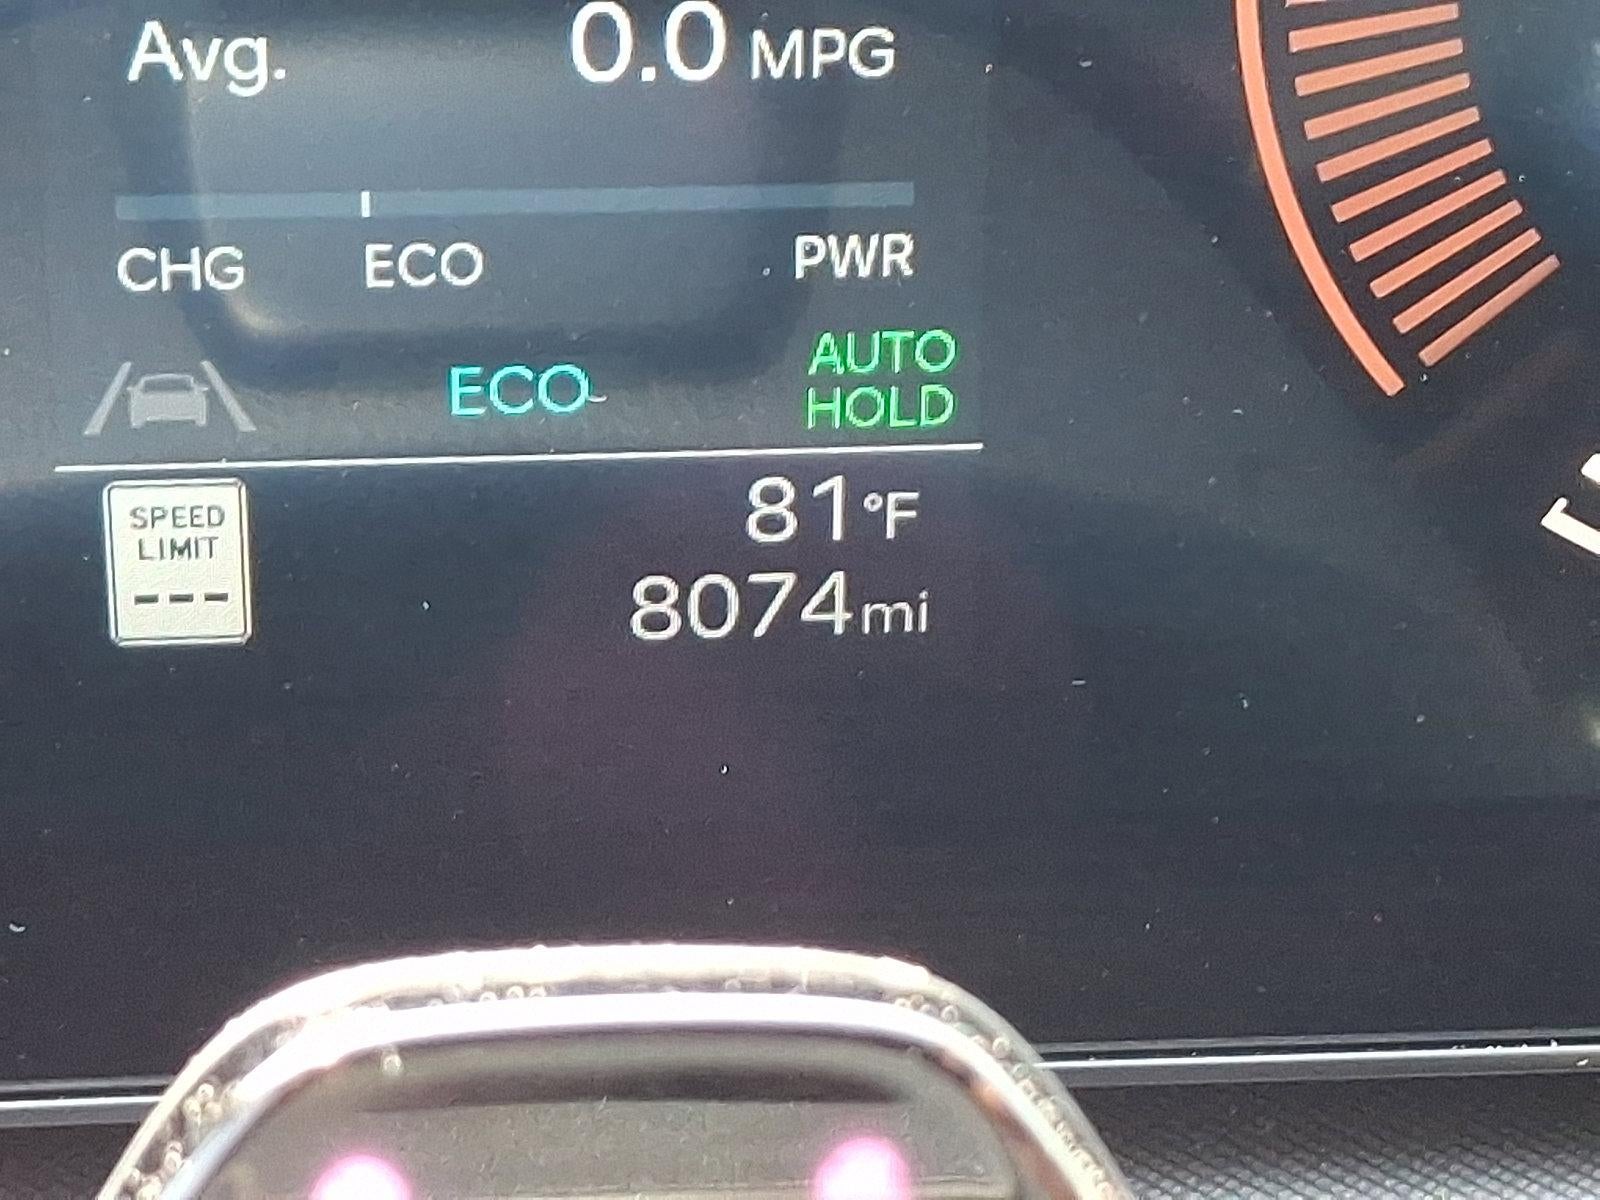 Avg. 0.0 MPG
CHG ECO PWR
ECO
AUTO
HOLD
SPEED
LIMIT
---
81°F
8074mi